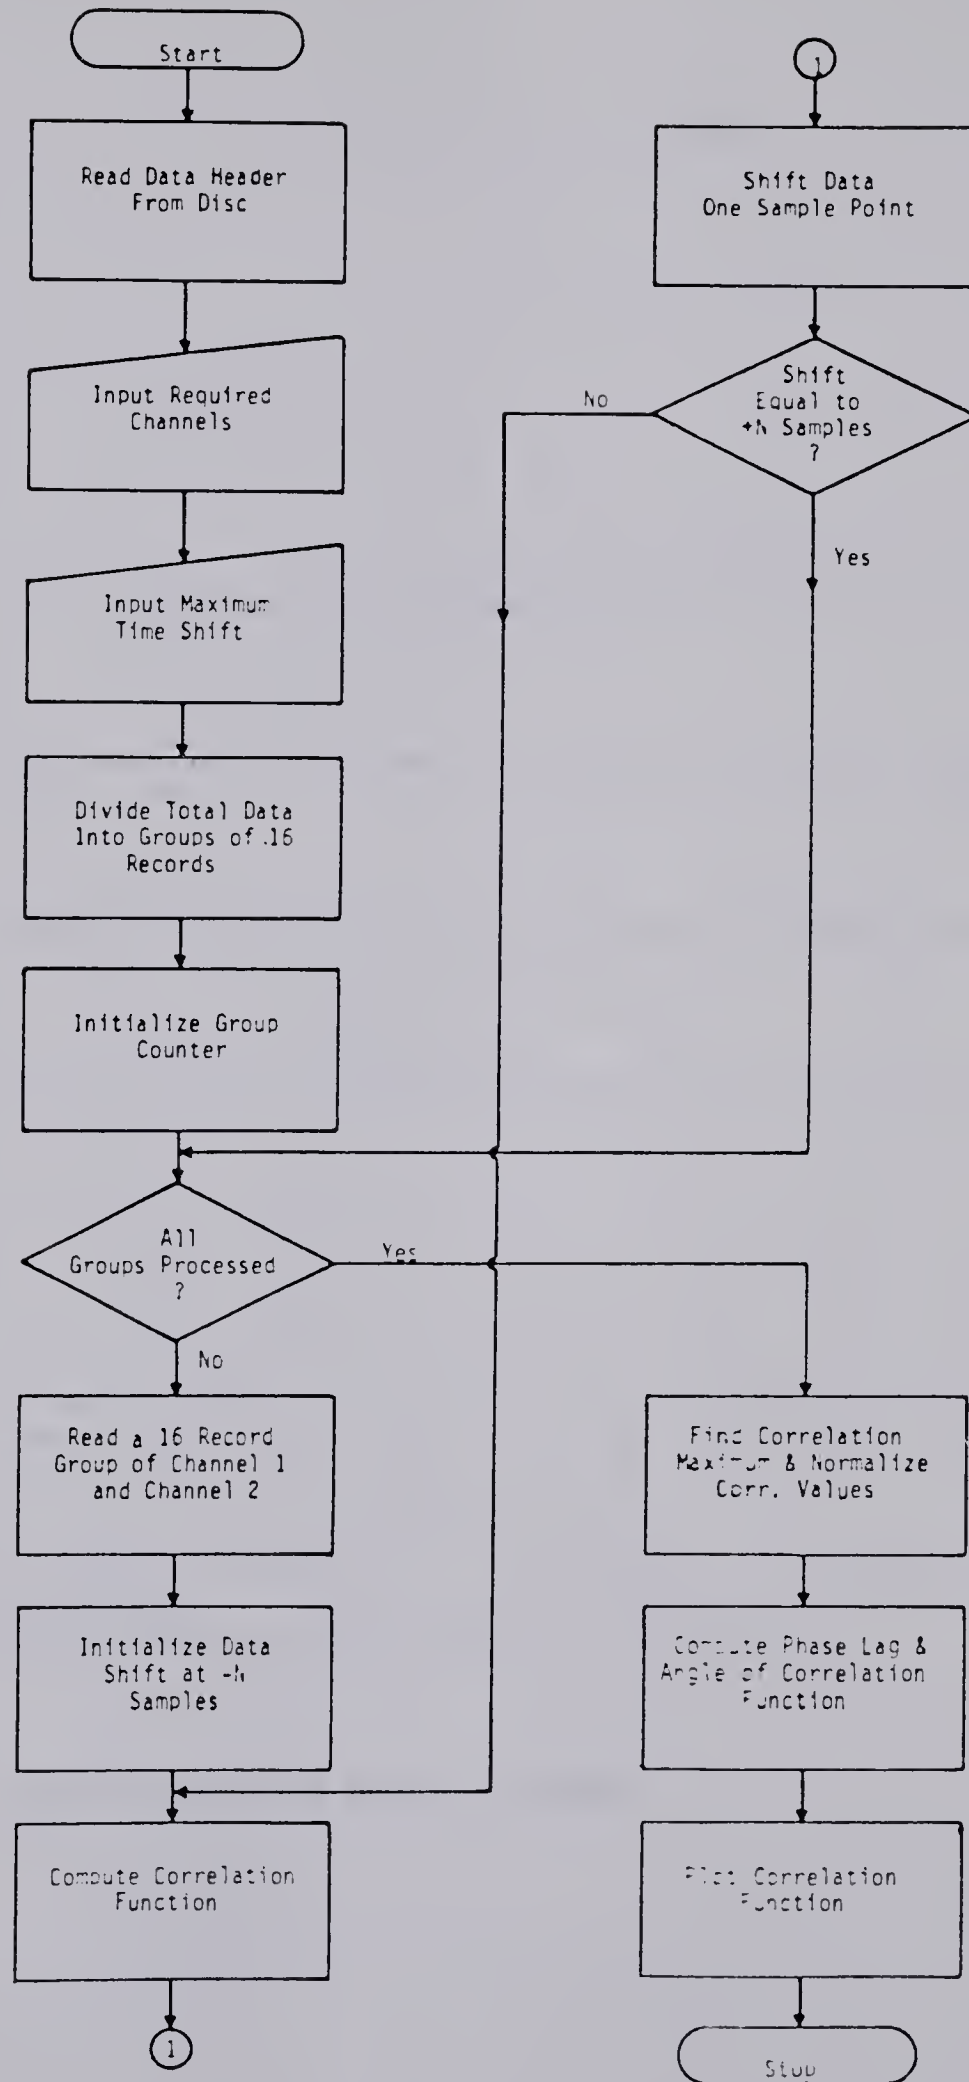 Start
Read Data Header
From Disc
Input Required
Channels
Input Maximum
Time Shift
Divide Total Data
Into Groups of 16
Records
Initialize Group
Counter
All
Groups Processed
?
Yes
No
Read a 16 Record
Group of Channel 1
and Channel 2
Initialize Data
Shift at -N
Samples
Compute Correlation
Function
1
1
Shift Data
One Sample Point
Shift
Equal to
+N Samples
?
No
Yes
Find Correlation
Maximum & Normalize
Corr. Values
Compute Phase Lag &
Angle of Correlation
Function
Plot Correlation
Function
Stop